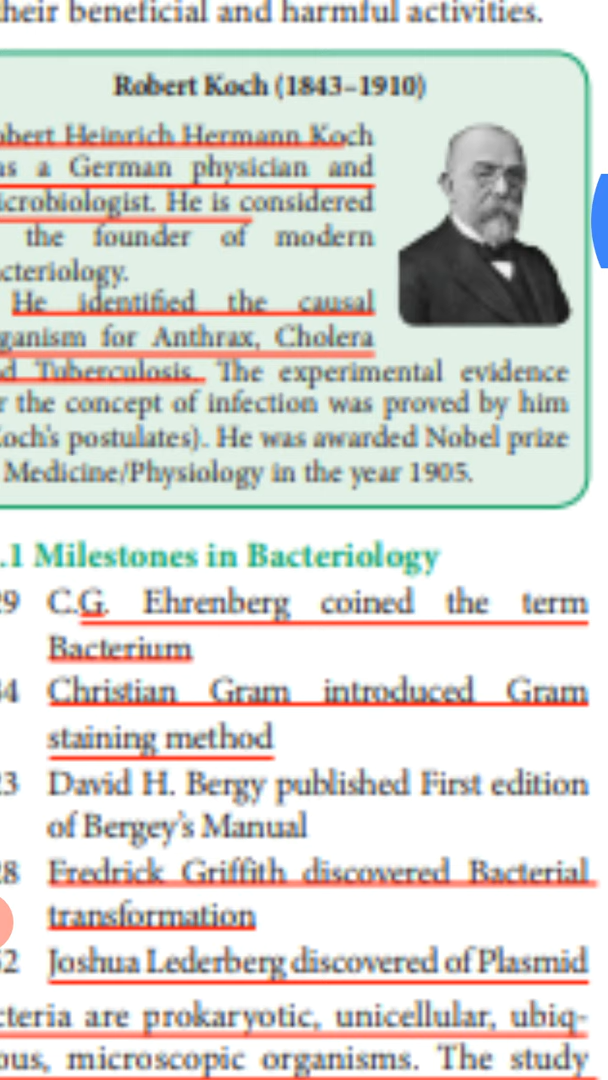 their beneficial and harmful activities.
Robert Koch (1843–1910)
obert Heinrich Hermann Koch
as a German physician and
icrobiologist. He is considered
the founder of modern
cteriology.
He identified the causal
ganism for Anthrax, Cholera
d Tuberculosis. The experimental evidence
r the concept of infection was proved by him
Koch's postulates). He was awarded Nobel prize
Medicine/Physiology in the year 1905.
.1 Milestones in Bacteriology
29 C.G. Ehrenberg coined the term
Bacterium
84 Christian Gram introduced Gram
staining method
23 David H. Bergy published First edition
of Bergey's Manual
28 Fredrick Griffith discovered Bacterial
transformation
52 Joshua Lederberg discovered of Plasmid
cteria are prokaryotic, unicellular, ubiq-
ous, microscopic organisms. The study